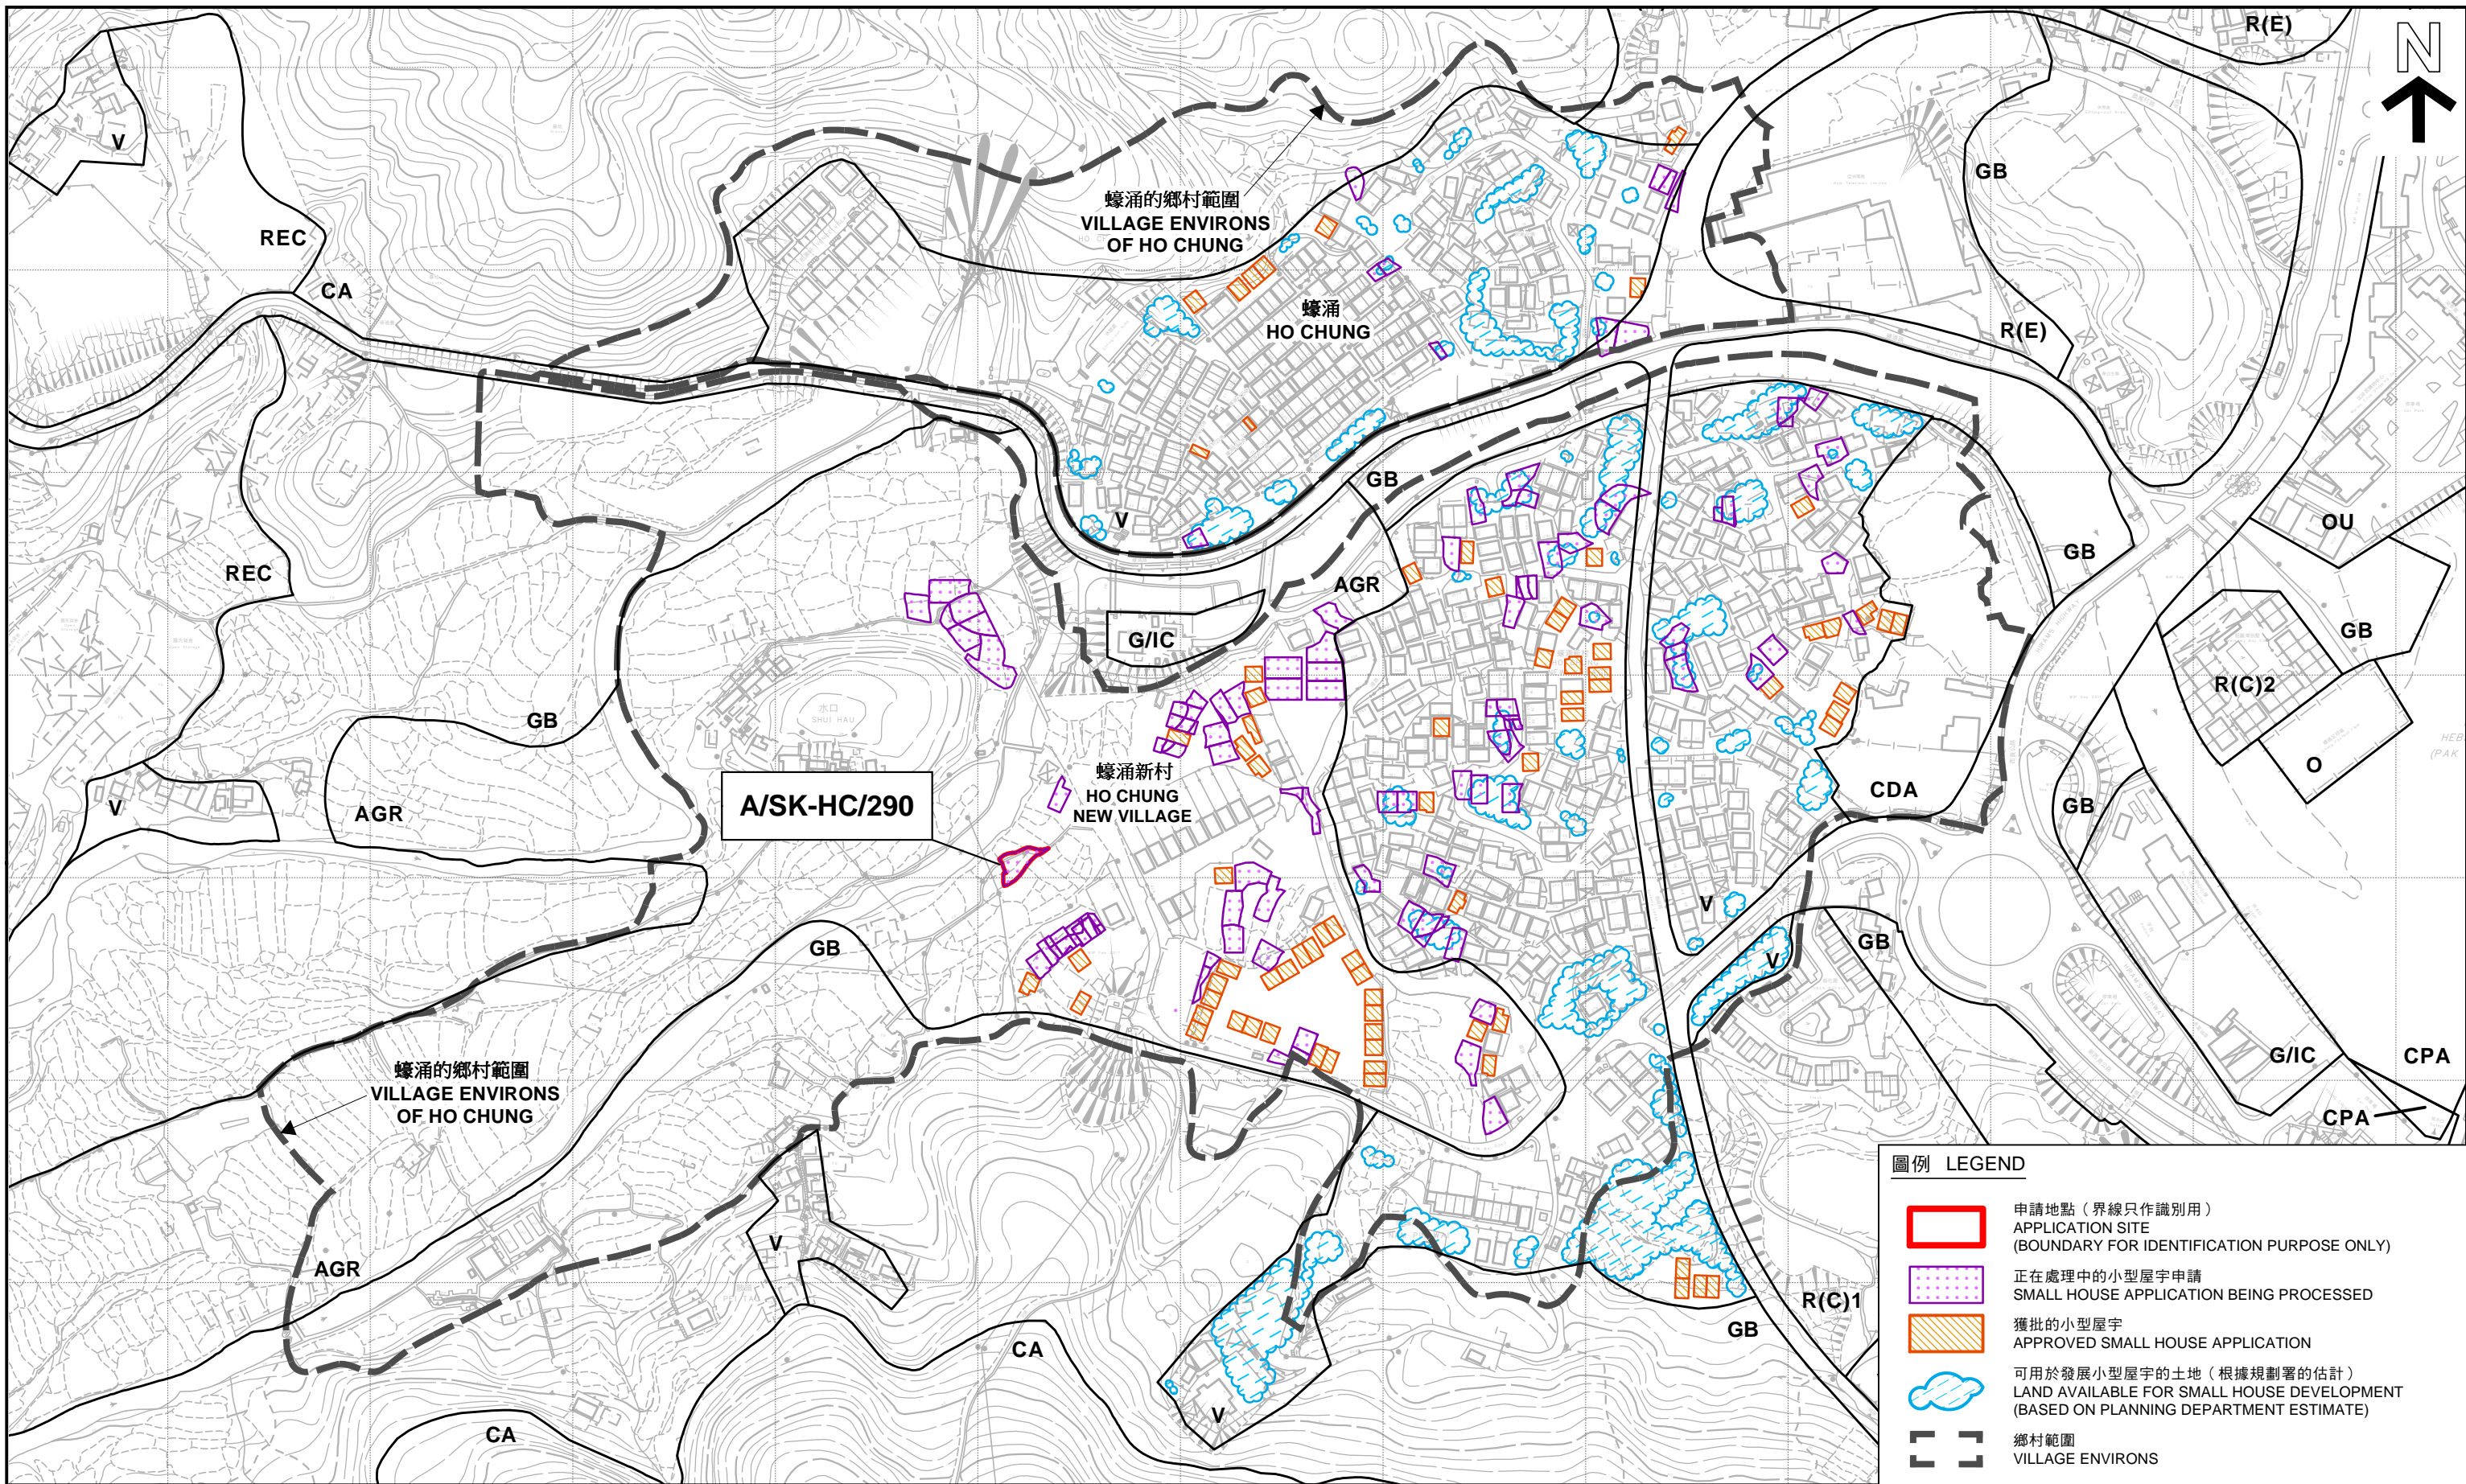 R(E)
N
V
GB
蠔涌的鄉村範圍
VILLAGE ENVIRONS
OF HO CHUNG
REC
CA
蠔涌
HO CHUNG
R(E)
GB
V
OU
GB
REC
AGR
G/IC
GB
R(C)2
水口
SHUI HAU
GB
O
蠔涌新村
HO CHUNG
NEW VILLAGE
A/SK-HC/290
CDA
GB
V
AGR
V
GB
GB
V
蠔涌的鄉村範圍
VILLAGE ENVIRONS
OF HO CHUNG
G/IC
CPA
CPA
V
AGR
R(C)1
GB
CA
V
CA
圖例 LEGEND
申請地點（界線只作識別用）
APPLICATION SITE
(BOUNDARY FOR IDENTIFICATION PURPOSE ONLY)
正在處理中的小型屋宇申請
SMALL HOUSE APPLICATION BEING PROCESSED
獲批的小型屋宇
APPROVED SMALL HOUSE APPLICATION
可用於發展小型屋宇的土地（根據規劃署的估計）
LAND AVAILABLE FOR SMALL HOUSE DEVELOPMENT
(BASED ON PLANNING DEPARTMENT ESTIMATE)
鄉村範圍
VILLAGE ENVIRONS